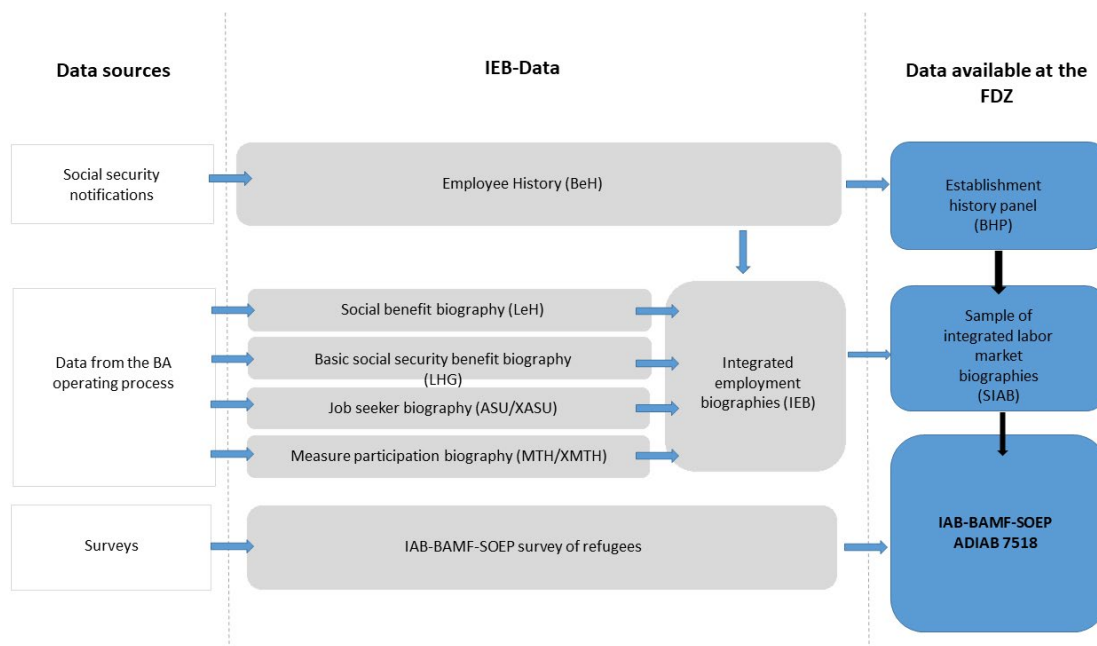 Data sources
IEB-Data
Data available at the
FDZ
Social security
notifications
Employee History (BeH)
Establishment
history panel
(BHP)
Data from the BA
operating process
Social benefit biography (LeH)
Basic social security benefit biography
(LHG)
Job seeker biography (ASU/XASU)
Measure participation biography (MTH/XMTH)
Integrated
employment
biographies (IEB)
Sample of
integrated labor
market
biographies
(SIAB)
Surveys
IAB-BAMF-SOEP survey of refugees
IAB-BAMF-SOEP
ADIAB 7518